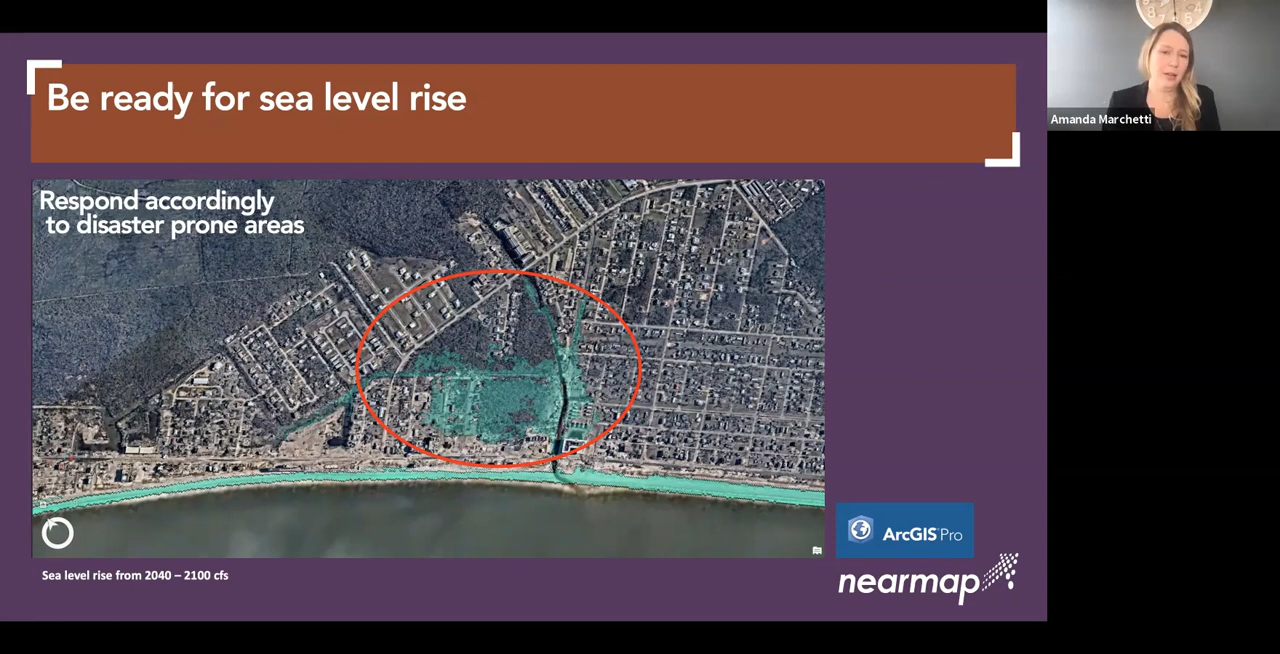 Be ready for sea level rise
Respond accordingly
to disaster prone areas
Sea level rise from 2040 – 2100 cfs
ArcGIS Pro
nearmap
Amanda Marchetti